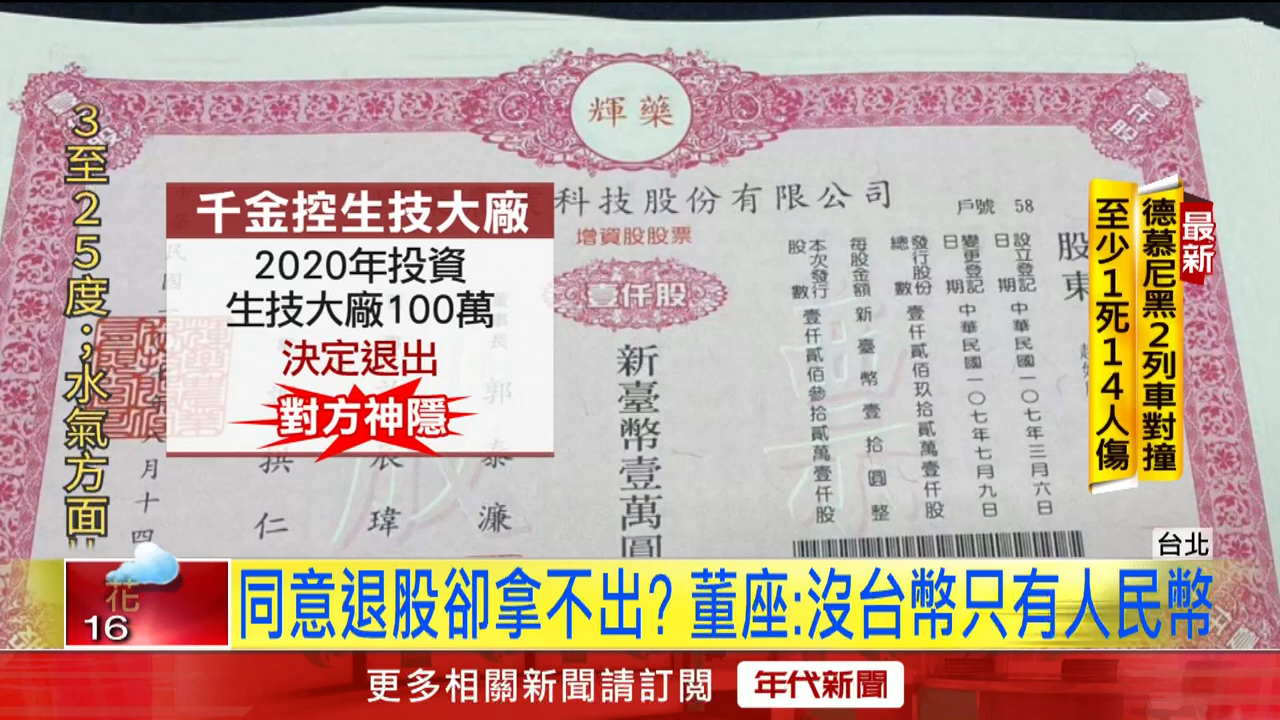 輝藥
壹仟股
科技股份有限公司
戶號 58
增資股股票
壹仟股
新臺幣壹萬圓
股東
設立登記日期 中華民國一〇七年三月六日
變更登記日期 中華民國一〇七年七月九日
發行股份總數 壹仟貳佰玖拾貳萬壹仟股
每股金額 新臺幣壹拾圓整
本次發行股數 壹仟貳佰參拾貳萬壹仟股
千金控生技大廠
2020年投資
生技大廠100萬
決定退出
對方神隱
3至25度；水氣方面
最新
德慕尼黑2列車對撞
至少1死14人傷
台北
花
16
同意退股卻拿不出? 董座:沒台幣只有人民幣
更多相關新聞請訂閱 年代新聞